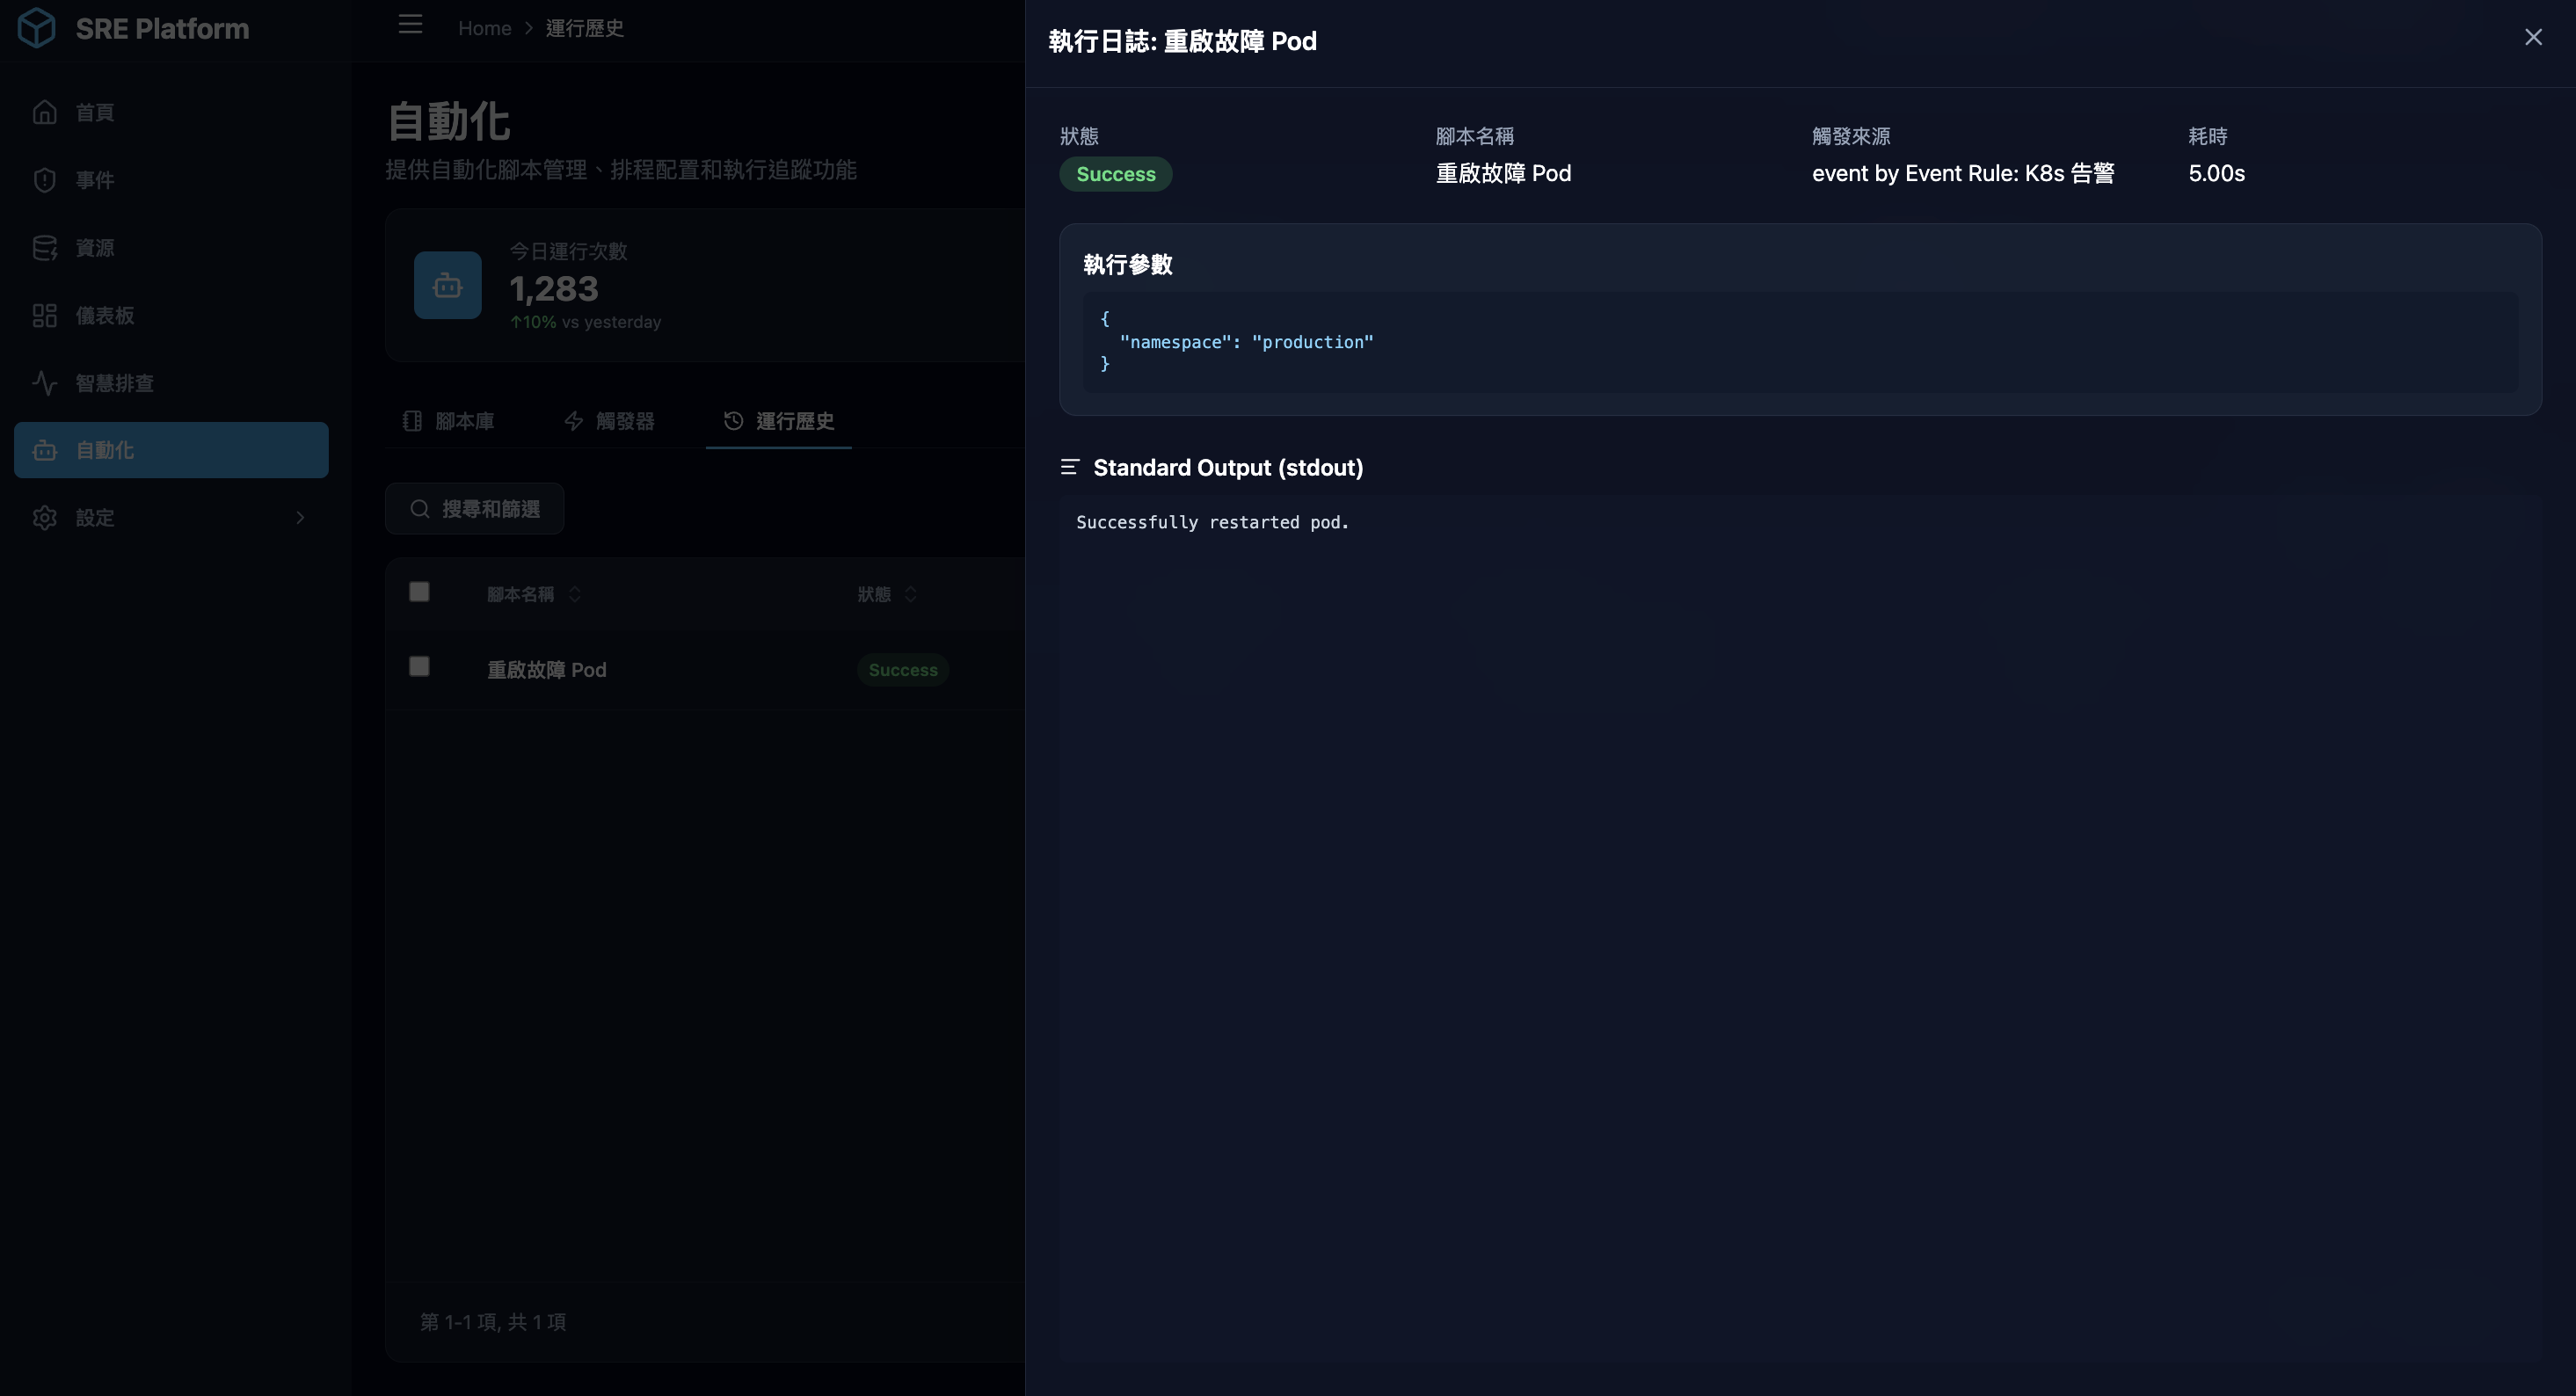 SRE Platform
首頁
事件
資源
儀表板
智慧排查
自動化
設定
Home > 運行歷史
自動化
提供自動化腳本管理、排程配置和執行追蹤功能
今日運行次數
1,283
↑10% vs yesterday
腳本庫
觸發器
運行歷史
搜尋和篩選
腳本名稱
狀態
重啟故障 Pod
Success
第 1-1 項, 共 1 項
執行日誌: 重啟故障 Pod
狀態
Success
腳本名稱
重啟故障 Pod
觸發來源
event by Event Rule: K8s 告警
耗時
5.00s
執行參數
{
"namespace": "production"
}
Standard Output (stdout)
Successfully restarted pod.